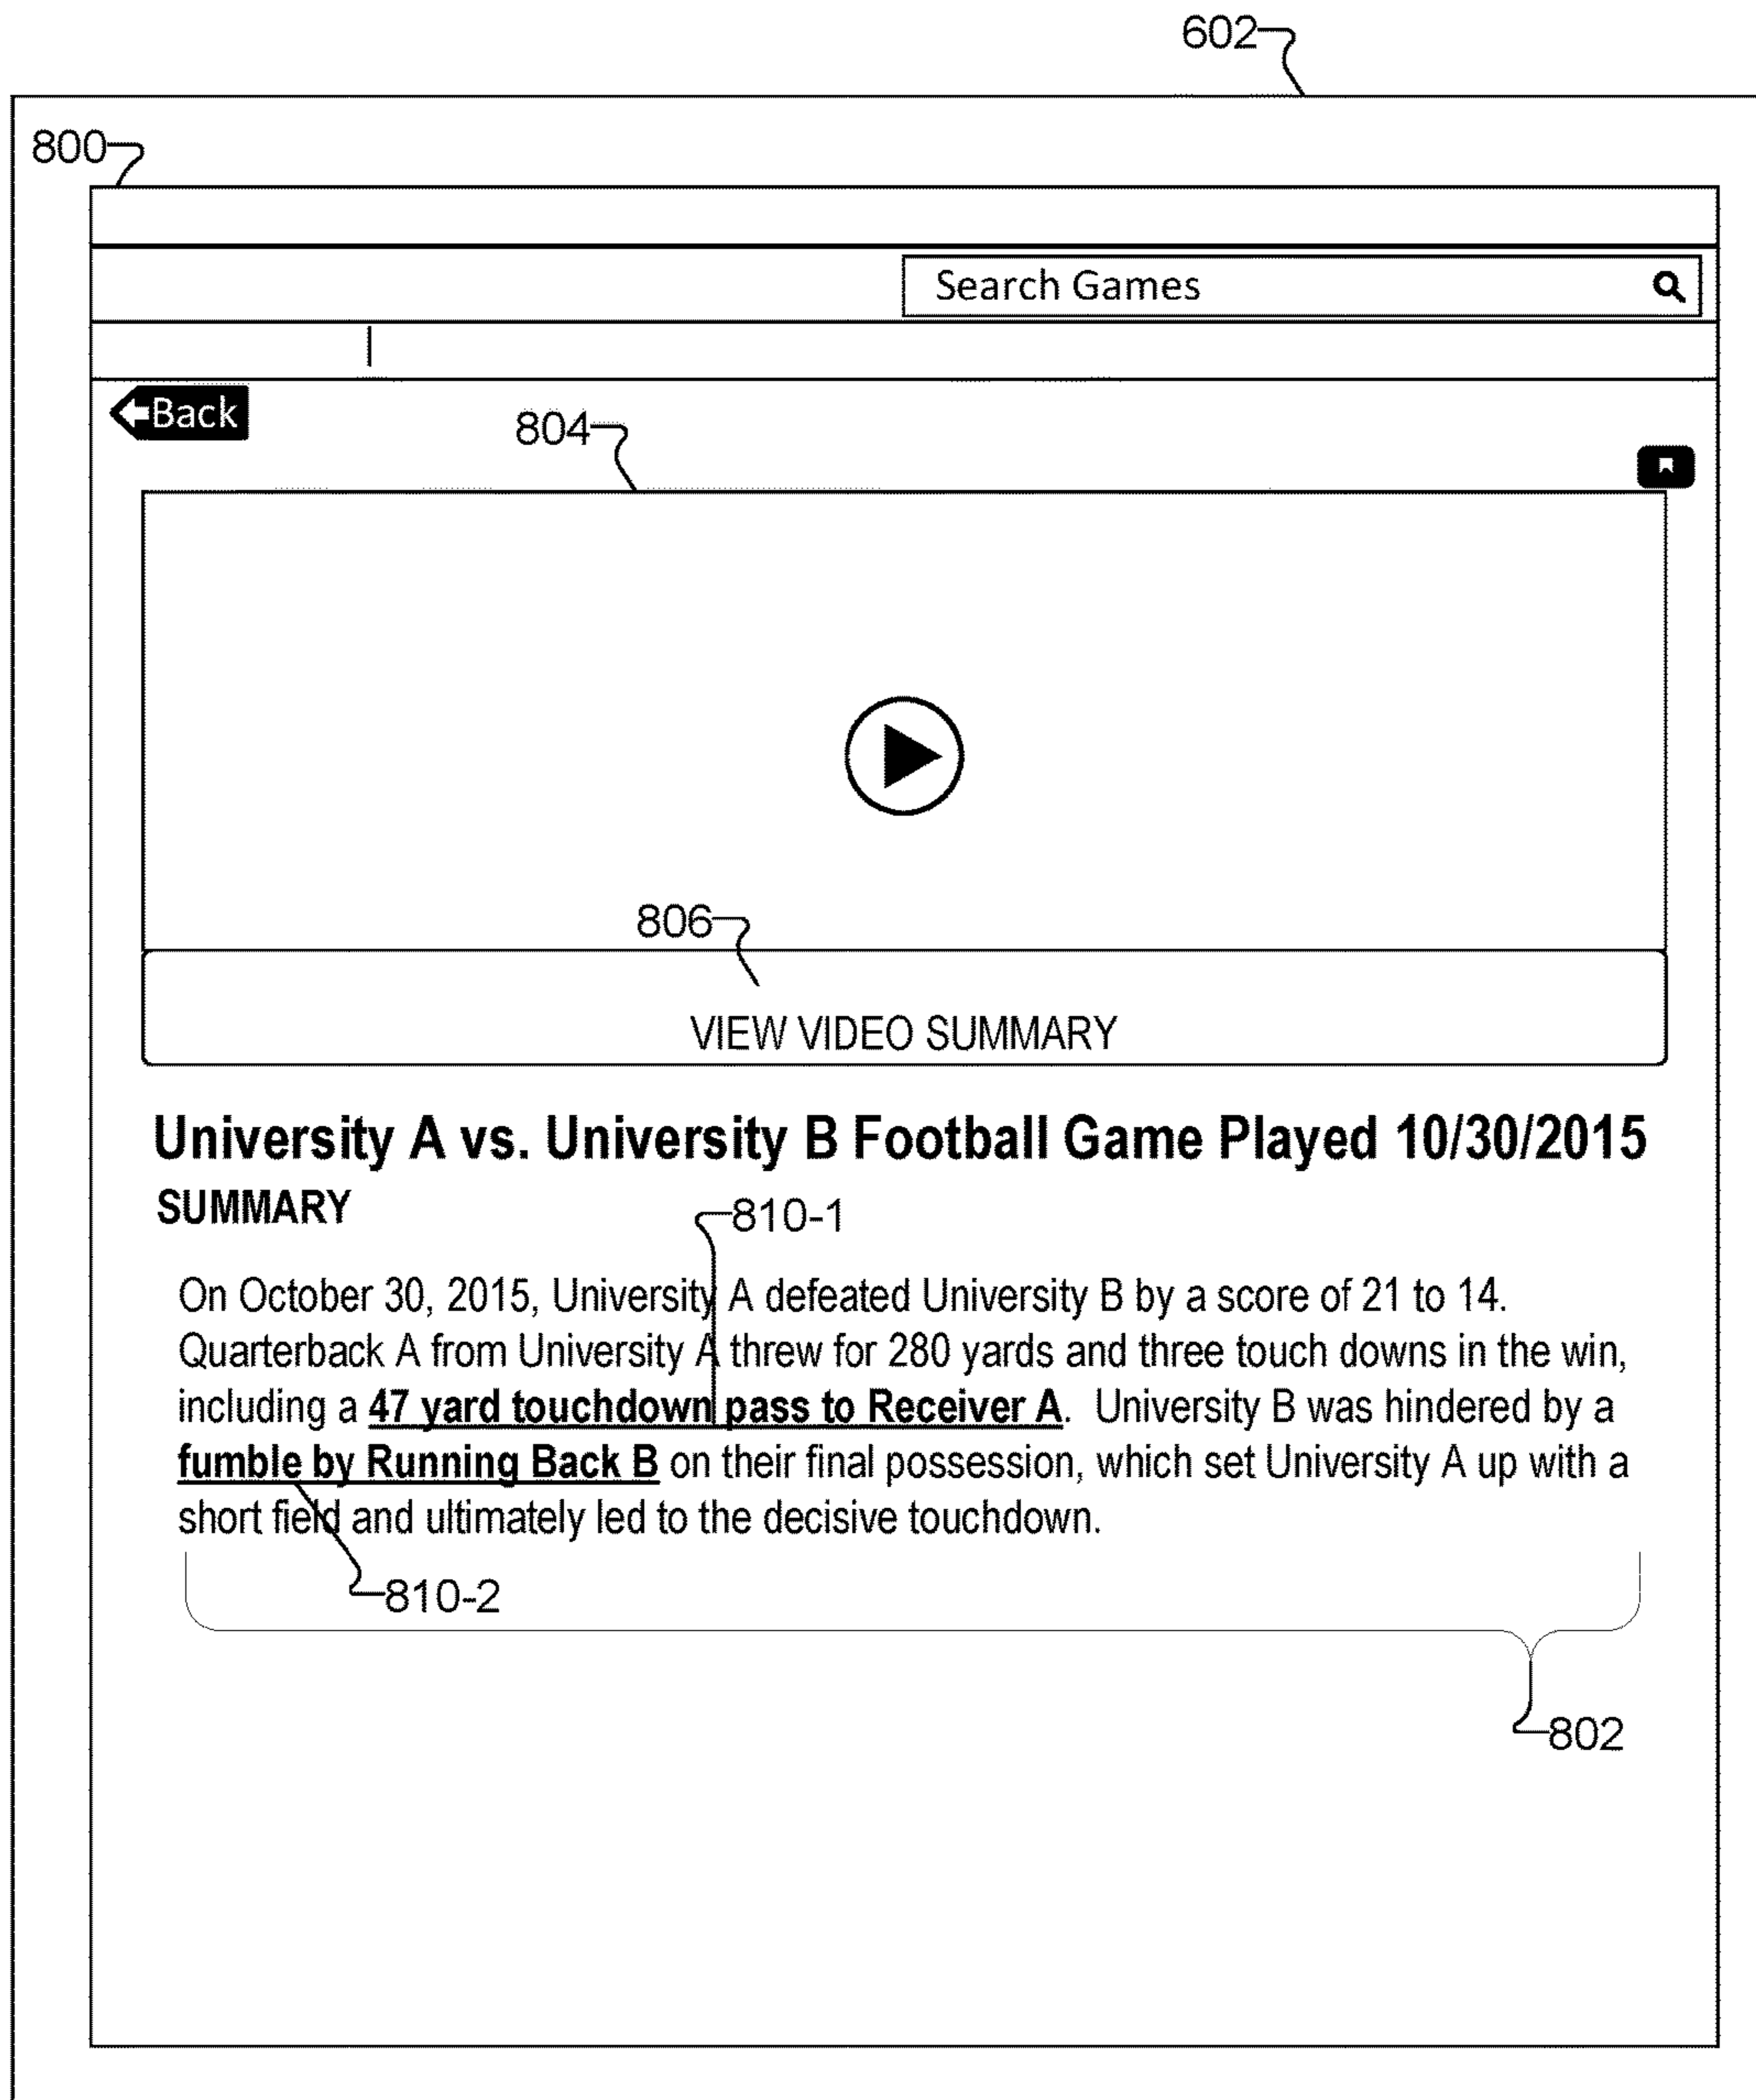 602
800
Search Games
Back
804
806
VIEW VIDEO SUMMARY
University A vs. University B Football Game Played 10/30/2015
SUMMARY
810-1
On October 30, 2015, University A defeated University B by a score of 21 to 14.
Quarterback A from University A threw for 280 yards and three touch downs in the win,
including a 47 yard touchdown pass to Receiver A. University B was hindered by a
fumble by Running Back B on their final possession, which set University A up with a
short field and ultimately led to the decisive touchdown.
810-2
802